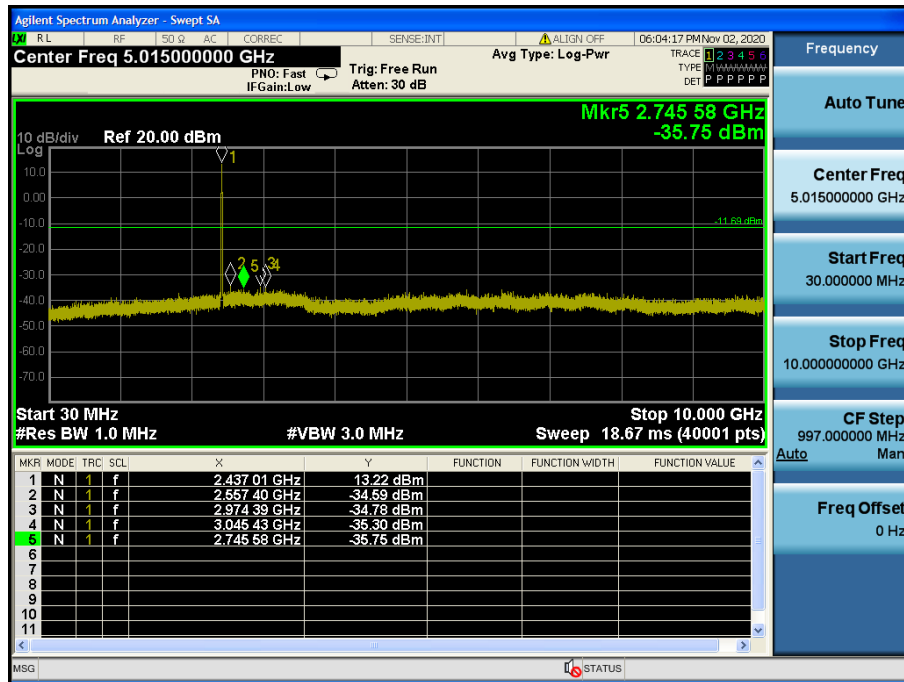 Agilent Spectrum Analyzer - Swept SA
LXI RL RF 50 Ω AC CORREC SENSE:INT ALIGN OFF 06:04:17 PM Nov 02, 2020
Center Freq 5.015000000 GHz
Avg Type: Log-Pwr
TRACE 1 2 3 4 5 6
PNO: Fast Trig: Free Run
TYPE M WWWWW
IFGain:Low Atten: 30 dB
DET P P P P P P
Mkr5 2.745 58 GHz
-35.75 dBm
10 dB/div Ref 20.00 dBm
Log
10.0
0.00
-10.0
-20.0
-30.0
-40.0
-50.0
-60.0
-70.0
1
2 5 3 4
-11.69 dBm
Start 30 MHz Stop 10.000 GHz
#Res BW 1.0 MHz #VBW 3.0 MHz Sweep 18.67 ms (40001 pts)
MKR MODE TRC SCL X Y FUNCTION FUNCTION WIDTH FUNCTION VALUE
1 N 1 f 2.437 01 GHz 13.22 dBm
2 N 1 f 2.557 40 GHz -34.59 dBm
3 N 1 f 2.974 39 GHz -34.78 dBm
4 N 1 f 3.045 43 GHz -35.30 dBm
5 N 1 f 2.745 58 GHz -35.75 dBm
6
7
8
9
10
11
MSG STATUS
Frequency
Auto Tune
Center Freq
5.015000000 GHz
Start Freq
30.000000 MHz
Stop Freq
10.000000000 GHz
CF Step
997.000000 MHz
Auto Man
Freq Offset
0 Hz